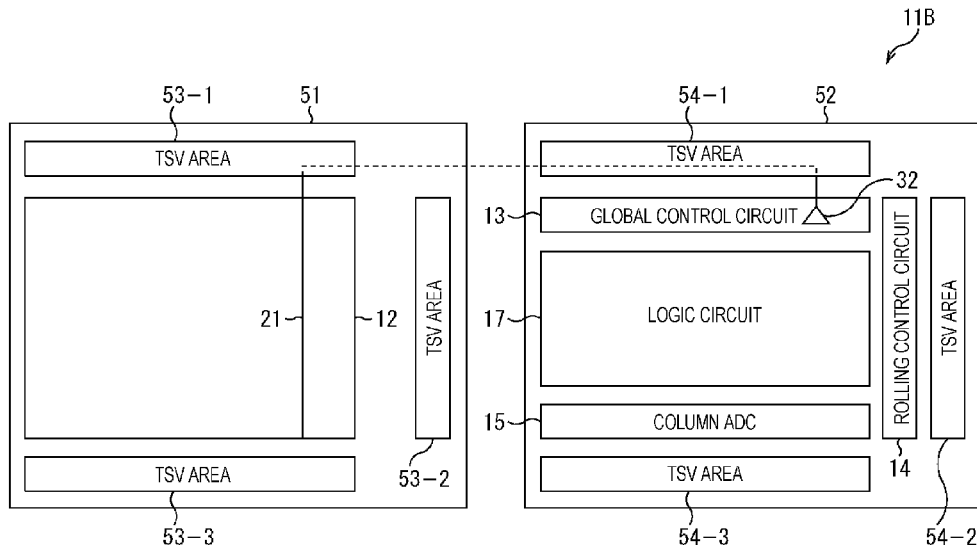 11B
53-1
51
54-1
52
TSV AREA
TSV AREA
32
13
GLOBAL CONTROL CIRCUIT
21
12
TSV AREA
17
LOGIC CIRCUIT
ROLLING CONTROL CIRCUIT
TSV AREA
15
COLUMN ADC
53-2
14
TSV AREA
TSV AREA
53-3
54-3
54-2